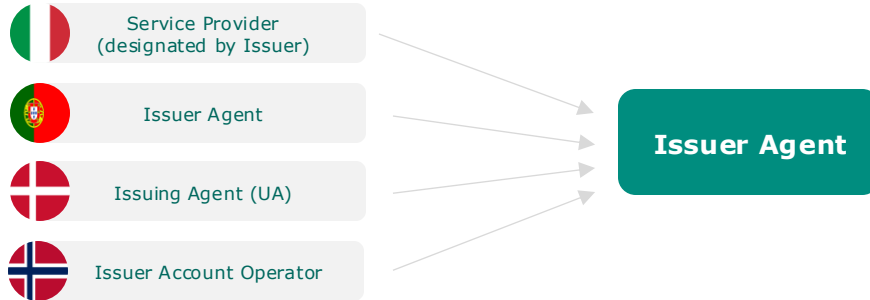 Service Provider
(designated by Issuer)
Issuer Agent
Issuing Agent (UA)
Issuer Account Operator
Issuer Agent